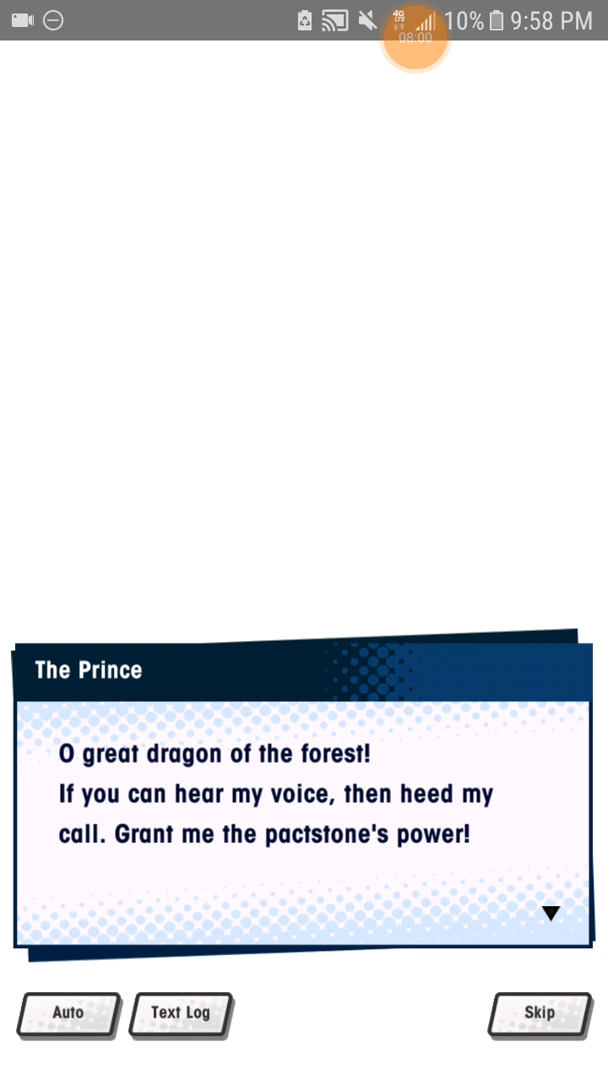 10% 9:58 PM
08:00
The Prince
O great dragon of the forest!
If you can hear my voice, then heed my
call. Grant me the pactstone's power!
Auto
Text Log
Skip